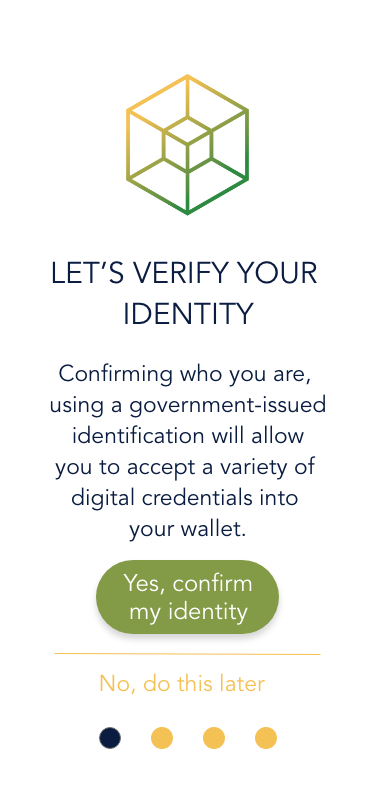 LET’S VERIFY YOUR
IDENTITY
Confirming who you are,
using a government-issued
identification will allow
you to accept a variety of
digital credentials into
your wallet.
Yes, confirm
my identity
No, do this later